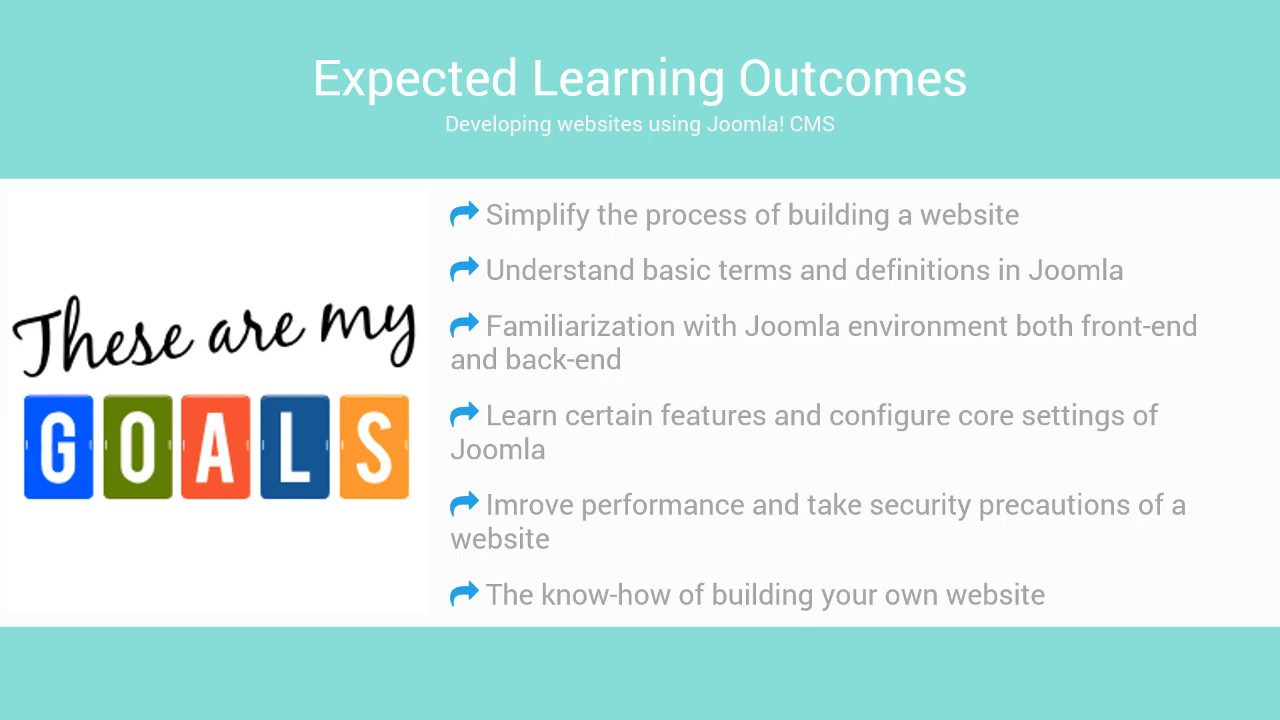 Expected Learning Outcomes
Developing websites using Joomla! CMS
These are my
GOALS
Simplify the process of building a website
Understand basic terms and definitions in Joomla
Familiarization with Joomla environment both front-end
and back-end
Learn certain features and configure core settings of
Joomla
Imrove performance and take security precautions of a
website
The know-how of building your own website